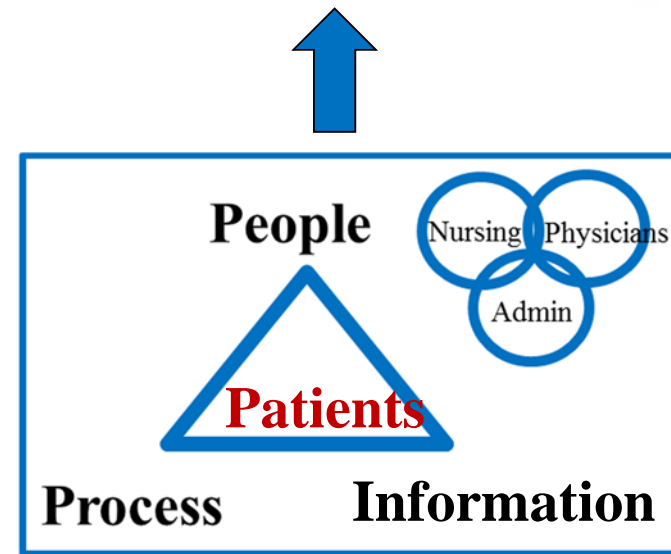 People
Nursing Physicians
Admin
Patients
Process
Information